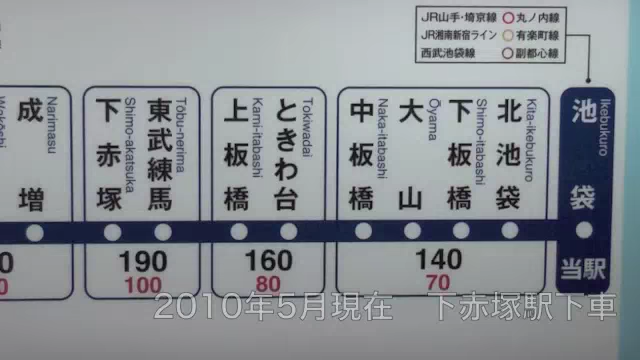 JR山手・埼京線 丸ノ内線
JR湘南新宿ライン 有楽町線
西武池袋線 副都心線
池袋 Ikebukuro
当駅
北池袋 Kita-ikebukuro
下板橋 Shimo-itabashi
大山 Ōyama
中板橋 Naka-itabashi
140
70
ときわ台 Tokiwadai
上板橋 Kami-itabashi
160
80
東武練馬 Tōbu-nerima
下赤塚 Shimo-akatsuka
190
100
成増 Narimasu
2010年5月現在 下赤塚駅下車